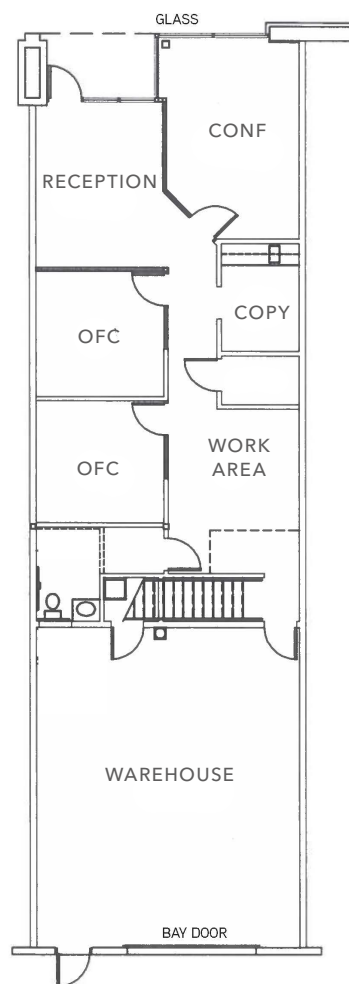 GLASS
CONF
RECEPTION
COPY
OFC
OFC
WORK
AREA
WAREHOUSE
BAY DOOR